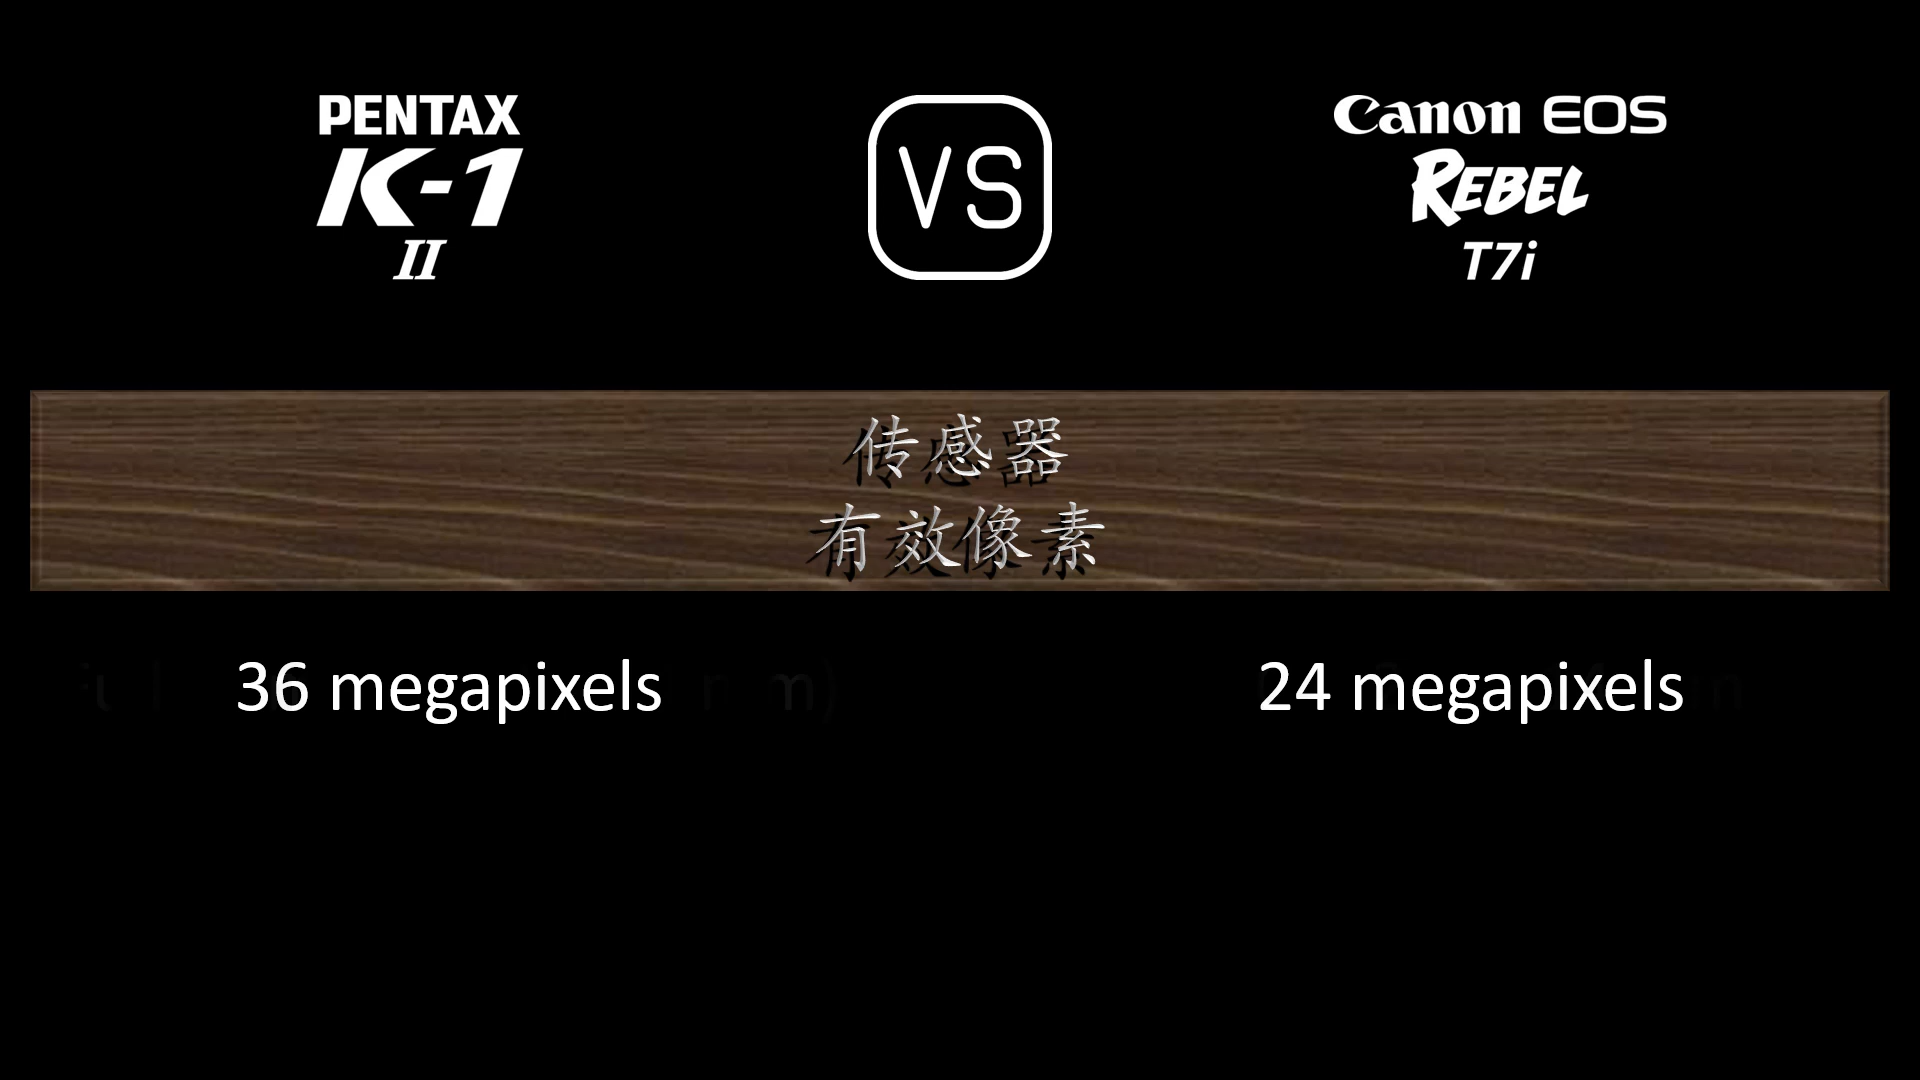 PENTAX
K-1
II
VS
Canon EOS
REBEL
T7i
传感器
有效像素
36 megapixels
24 megapixels